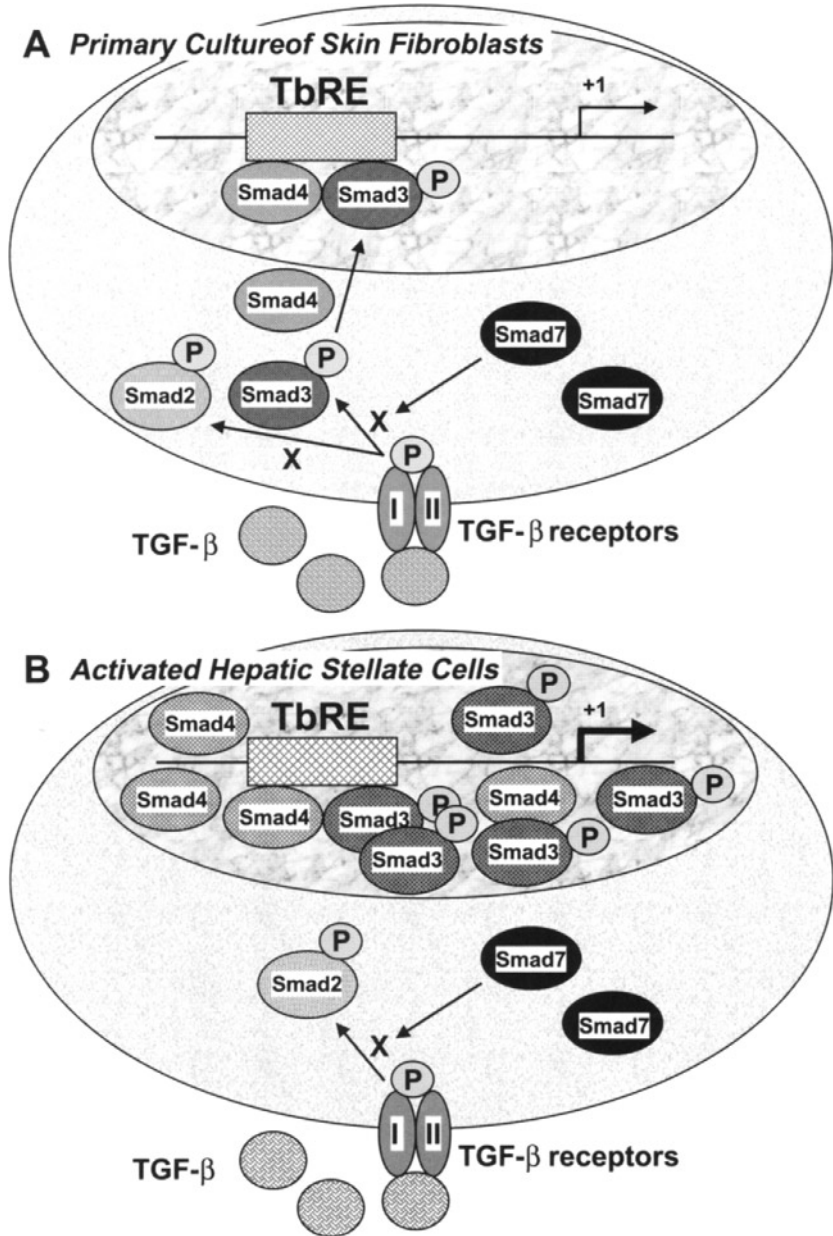 A Primary Cultureof Skin Fibroblasts
TbRE
+1
Smad4
Smad3
P
Smad4
P
P
Smad7
Smad2
Smad3
Smad7
X
X
P
I II
TGF-β
TGF-β receptors
B Activated Hepatic Stellate Cells
P
Smad4
TbRE
Smad3
+1
Smad4
Smad4
Smad3
P
P
Smad4
Smad3
P
Smad3
Smad3
P
P
Smad2
Smad7
Smad7
X
P
I II
TGF-β
TGF-β receptors